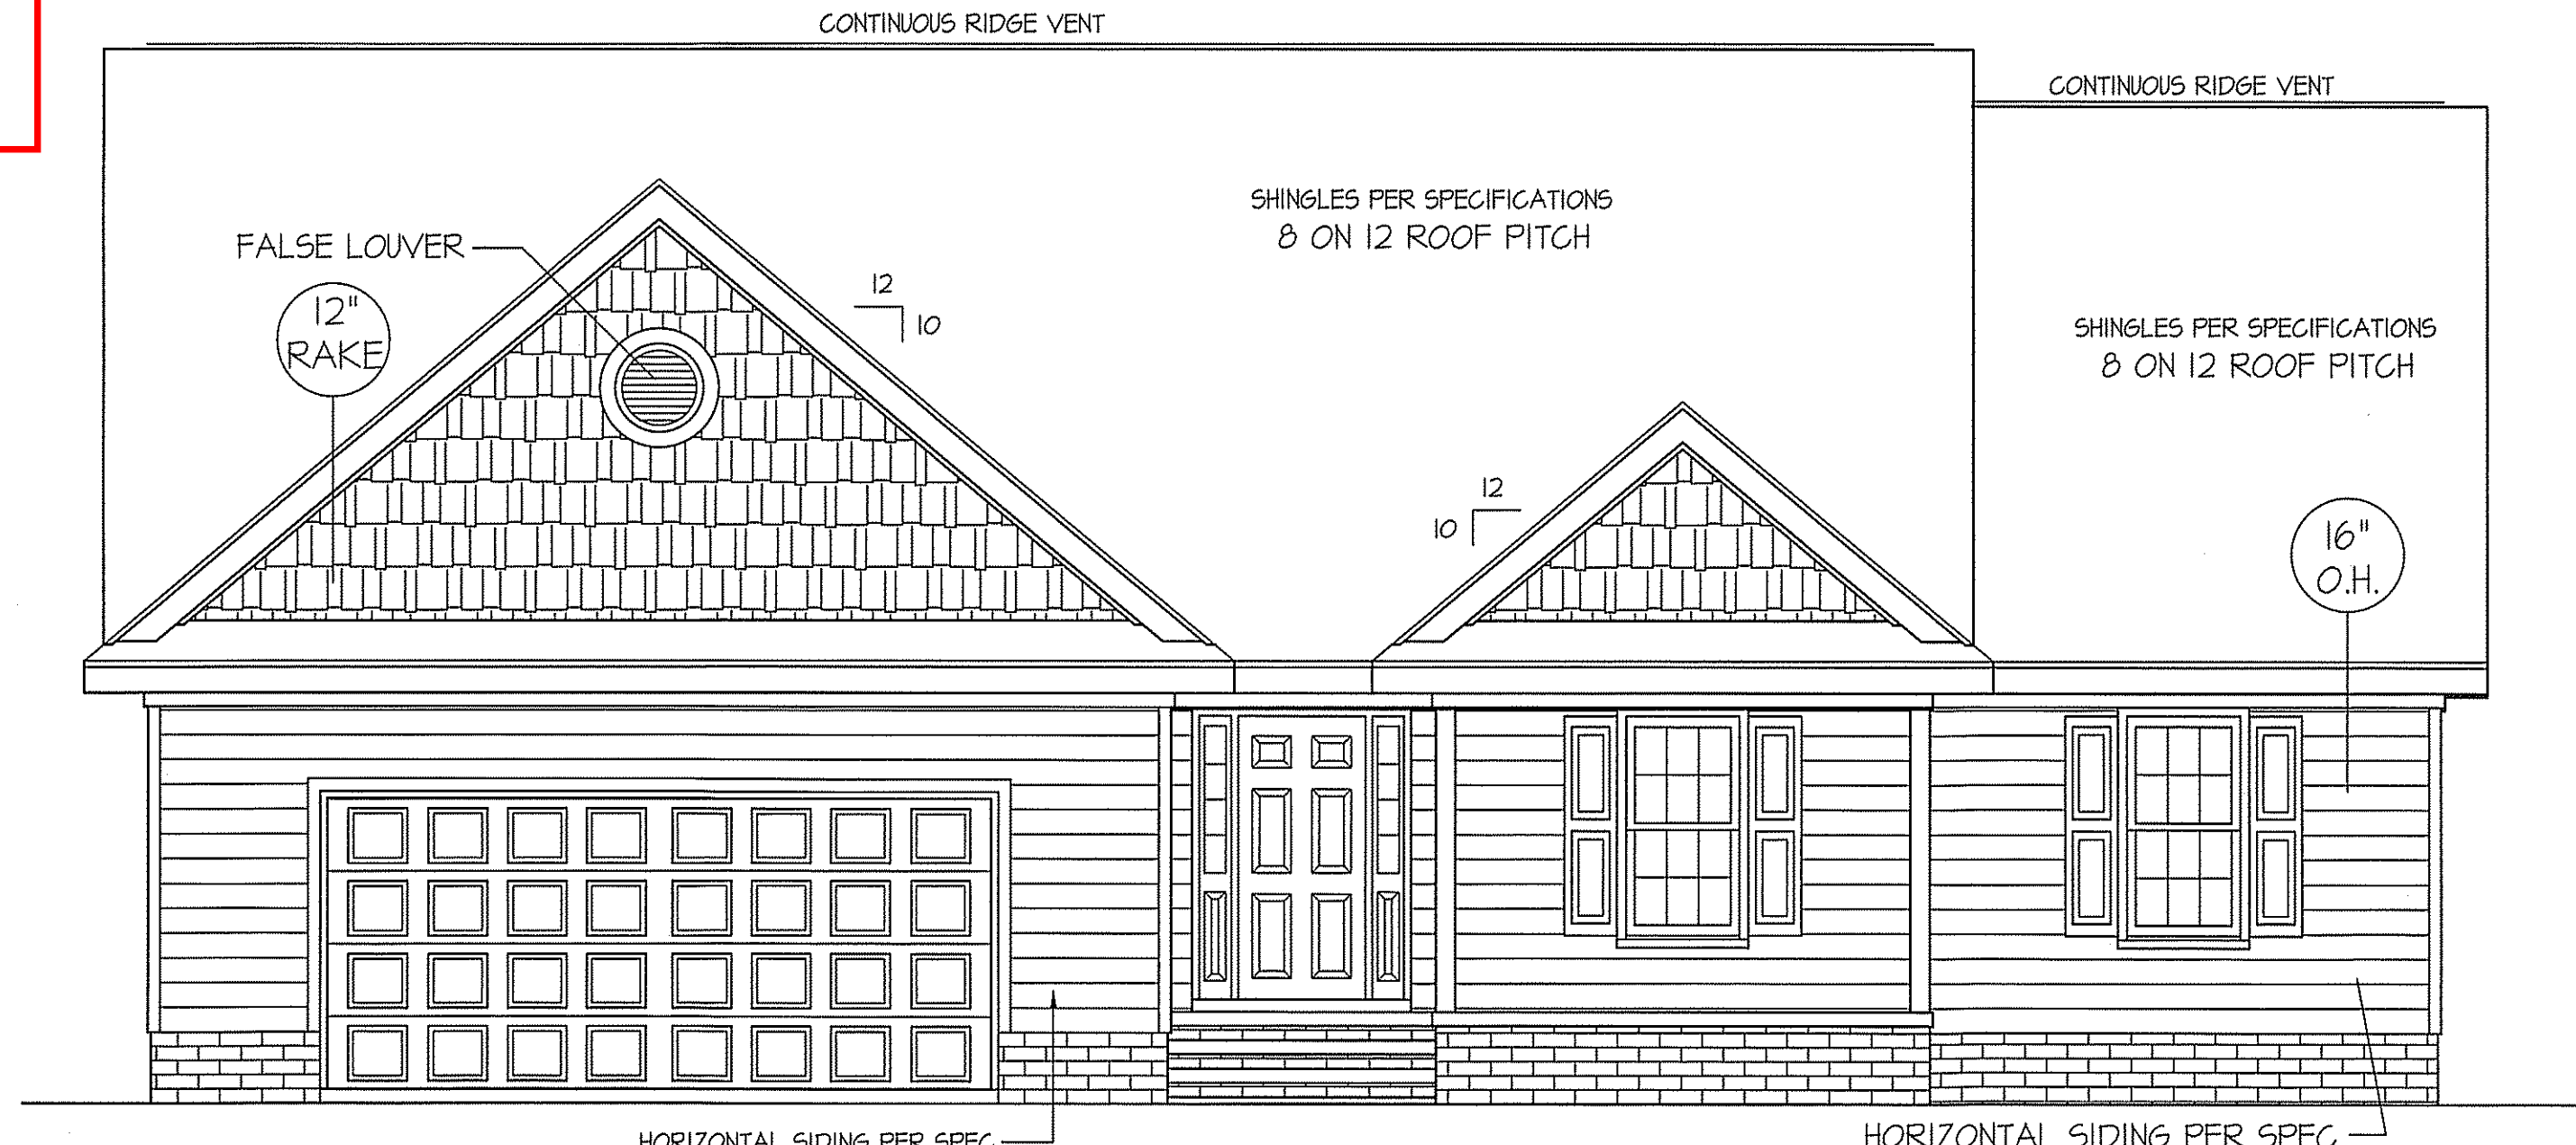 CONTINUOUS RIDGE VENT
CONTINUOUS RIDGE VENT
SHINGLES PER SPECIFICATIONS
8 ON 12 ROOF PITCH
FALSE LOUVER
12"
RAKE
12
10
SHINGLES PER SPECIFICATIONS
8 ON 12 ROOF PITCH
12
10
16"
O.H.
HORIZONTAL SIDING PER SPEC
HORIZONTAL SIDING PER SPEC